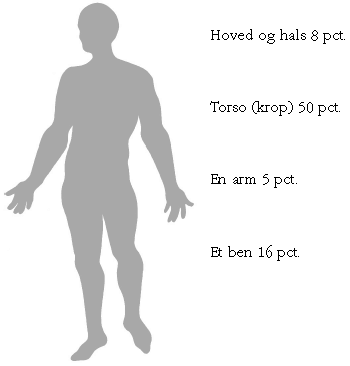 Hoved og hals 8 pct.
Torso (krop) 50 pct.
En arm 5 pct.
Et ben 16 pct.